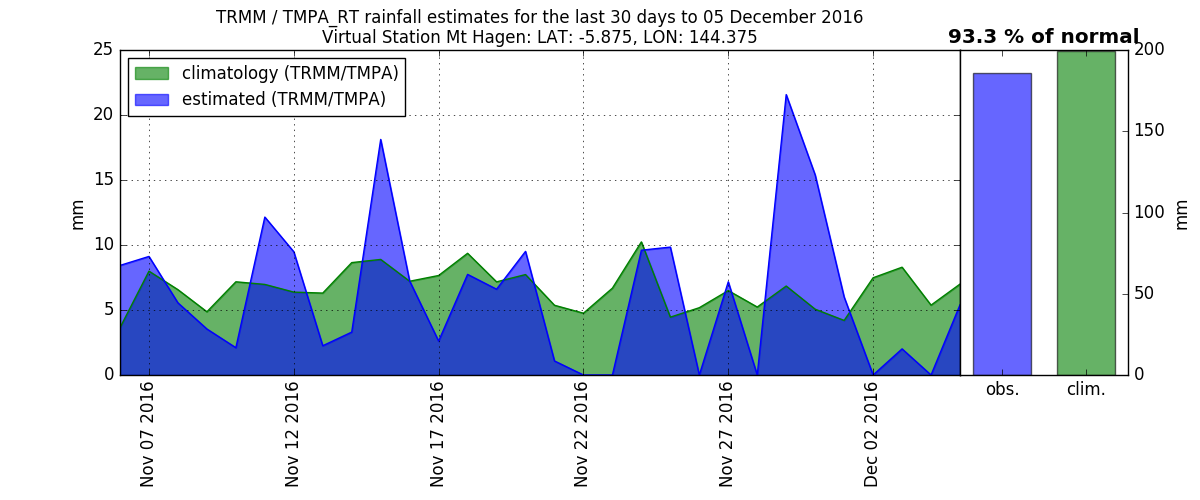 TRMM / TMPA_RT rainfall estimates for the last 30 days to 05 December 2016
Virtual Station Mt Hagen: LAT: -5.875, LON: 144.375
93.3 % of normal
climatology (TRMM/TMPA)
estimated (TRMM/TMPA)
25
20
15
10
5
0
mm
200
150
100
50
0
mm
obs.
clim.
Nov 07 2016
Nov 12 2016
Nov 17 2016
Nov 22 2016
Nov 27 2016
Dec 02 2016